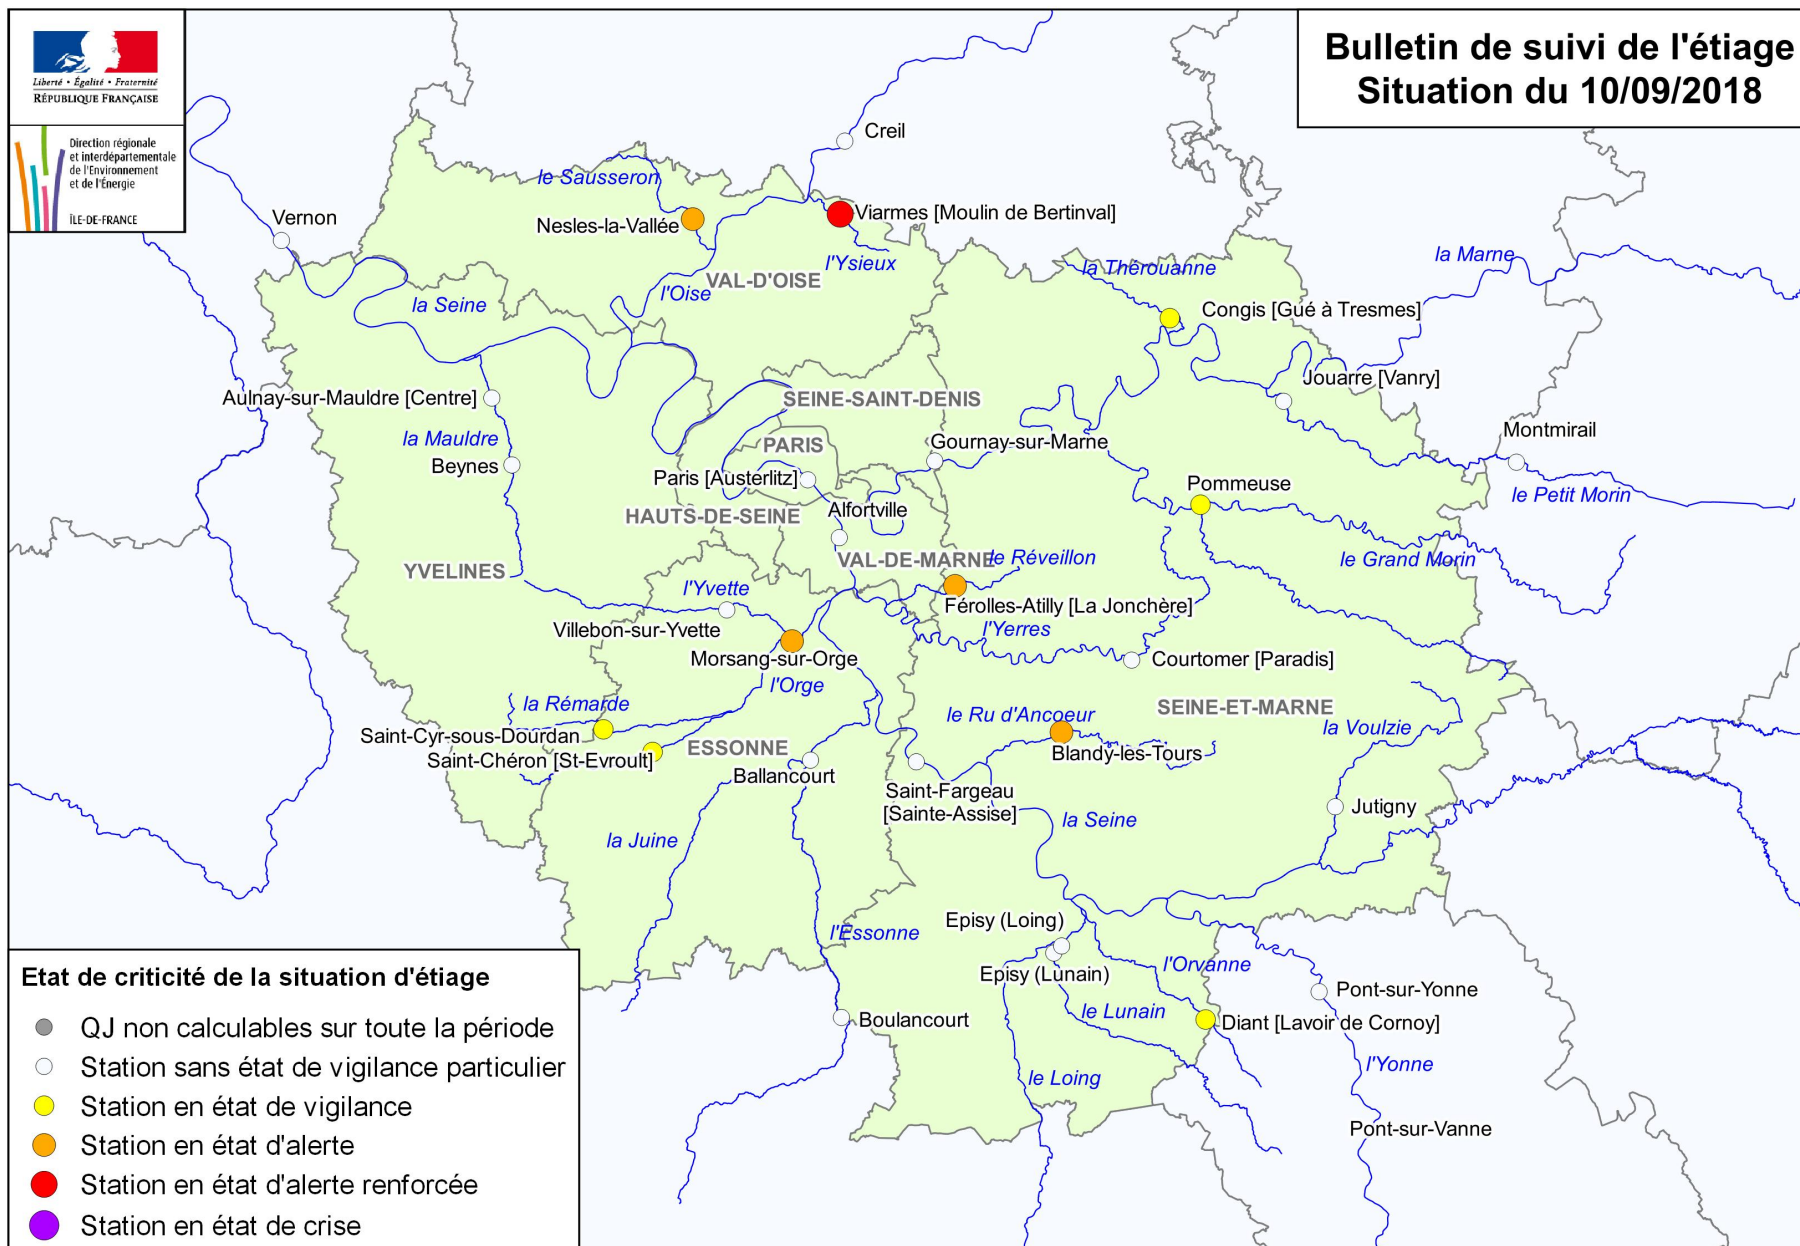 Liberté • Égalité • Fraternité
RÉPUBLIQUE FRANÇAISE
Direction régionale
et interdépartementale
de l'Environnement
et de l'Énergie
ÎLE-DE-FRANCE
Bulletin de suivi de l'étiage
Situation du 10/09/2018
Creil
le Sausseron
Vernon
Nesles-la-Vallée
Viarmes [Moulin de Bertinval]
l'Ysieux
la Thérouanne
la Marne
VAL-D'OISE
l'Oise
la Seine
Congis [Gué à Tresmes]
Jouarre [Vanry]
Aulnay-sur-Mauldre [Centre]
SEINE-SAINT-DENIS
la Mauldre
PARIS
Gournay-sur-Marne
Montmirail
Beynes
Paris [Austerlitz]
Pommeuse
le Petit Morin
HAUTS-DE-SEINE
Alfortville
VAL-DE-MARNE
le Réveillon
le Grand Morin
YVELINES
l'Yvette
Férolles-Atilly [La Jonchère]
Villebon-sur-Yvette
l'Yerres
Morsang-sur-Orge
Courtomer [Paradis]
l'Orge
la Rémarde
le Ru d'Ancoeur
SEINE-ET-MARNE
la Voulzie
Saint-Cyr-sous-Dourdan
Saint-Chéron [St-Evroult]
ESSONNE
Blandy-les-Tours
Ballancourt
Saint-Fargeau
[Sainte-Assise]
Jutigny
la Seine
la Juine
Episy (Loing)
l'Essonne
Episy (Lunain)
l'Orvanne
Pont-sur-Yonne
le Lunain
Boulancourt
Diant [Lavoir de Cornoy]
l'Yonne
le Loing
Pont-sur-Vanne
Etat de criticité de la situation d'étiage
QJ non calculables sur toute la période
Station sans état de vigilance particulier
Station en état de vigilance
Station en état d'alerte
Station en état d'alerte renforcée
Station en état de crise